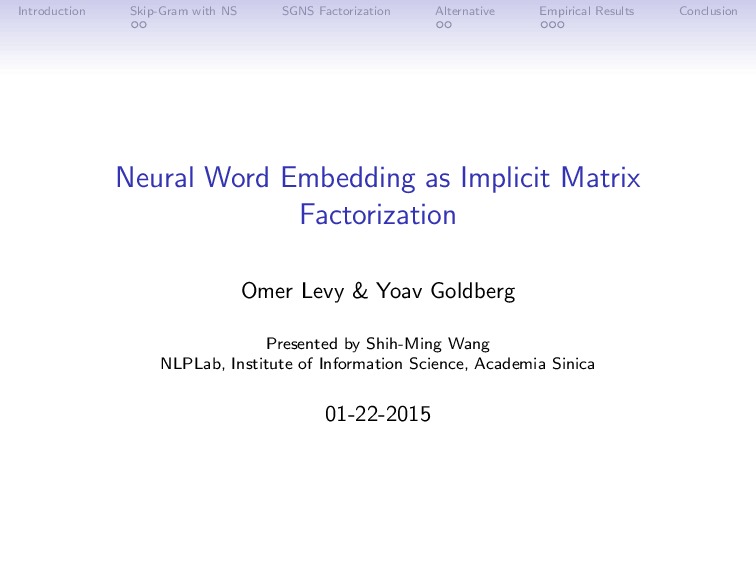 Introduction Skip-Gram with NS SGNS Factorization Alternative Empirical Results Conclusion
Neural Word Embedding as Implicit Matrix
Factorization
Omer Levy & Yoav Goldberg
Presented by Shih-Ming Wang
NLPLab, Institute of Information Science, Academia Sinica
01-22-2015